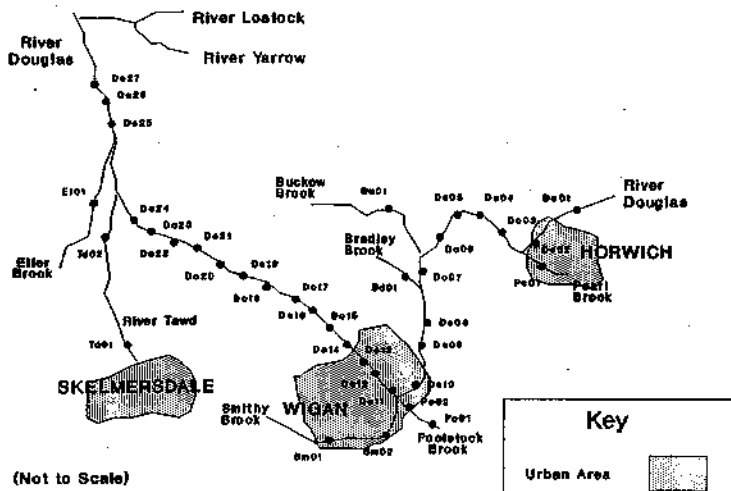 River Lostock
River
Douglas
River Yarrow
Do27
Do26
Do25
El01
Eller
Brook
Td02
River Tawd
Td01
SKELMERSDALE
Do24
Do23
Do22
Do21
Do20
Do19
Do18
Do17
Do16
Do15
Do14
Do13
Do12
Do11
Do10
WIGAN
Smithy
Brook
Sm01
Sm02
Po02
Po01
Poolstock
Brook
Buckow
Brook
Bu01
Bradley
Brook
Bd01
Do09
Do08
Do07
Do06
Do05
Do04
Do03
Do02
Do01
River
Douglas
HORWICH
Pe01
Pearl
Brook
(Not to Scale)
Key
Urban Area